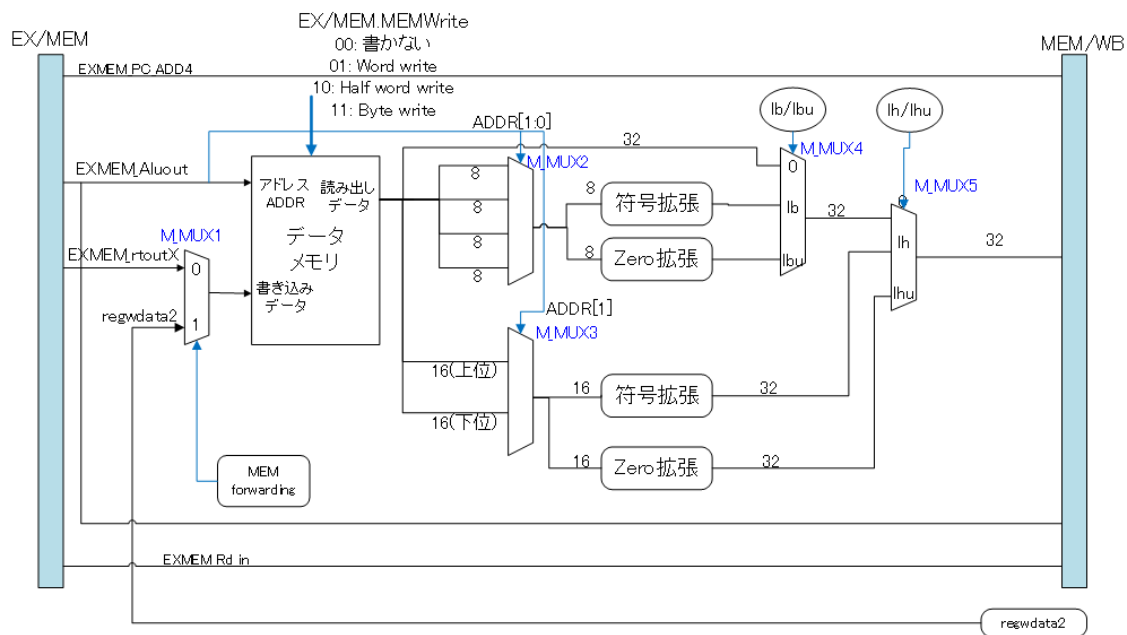 EX/MEM.MEMWrite
00: 書かない
01: Word write
10: Half word write
11: Byte write
EX/MEM
MEM/WB
EXMEM PC ADD4
lb/lbu
lh/lhu
ADDR[1:0]
32
M_MUX4
M_MUX2
EXMEM_Aluout
アドレス
ADDR
読み出し
データ
データ
メモリ
書き込み
データ
8
8
8
8
8
符号拡張
8
Zero拡張
0
lb
lbu
32
M_MUX5
0
lh
lhu
32
M_MUX1
EXMEM_rtoutX
0
1
regwdata2
ADDR[1]
M_MUX3
16(上位)
16(下位)
16
符号拡張
32
16
Zero拡張
32
MEM
forwarding
EXMEM Rd in
regwdata2